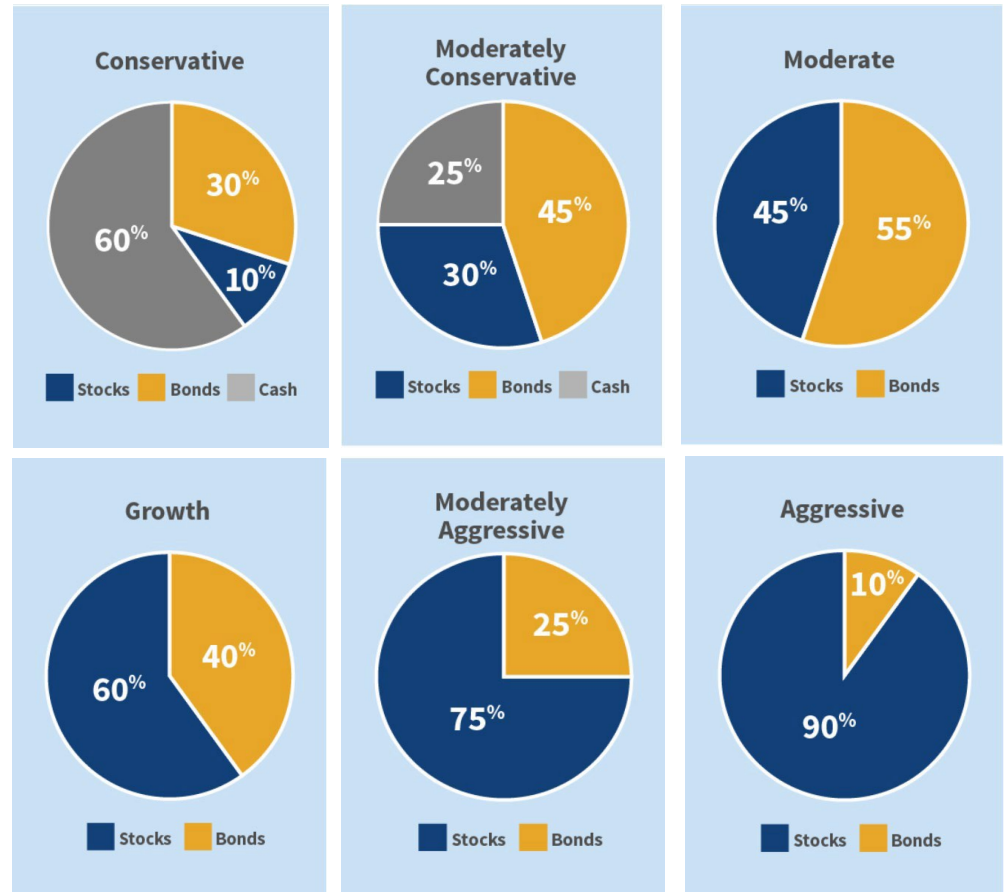 Conservative
30%
60%
10%
Stocks Bonds Cash
Moderately
Conservative
25%
45%
30%
Stocks Bonds Cash
Moderate
45%
55%
Stocks Bonds
Growth
40%
60%
Stocks Bonds
Moderately
Aggressive
25%
75%
Stocks Bonds
Aggressive
10%
90%
Stocks Bonds